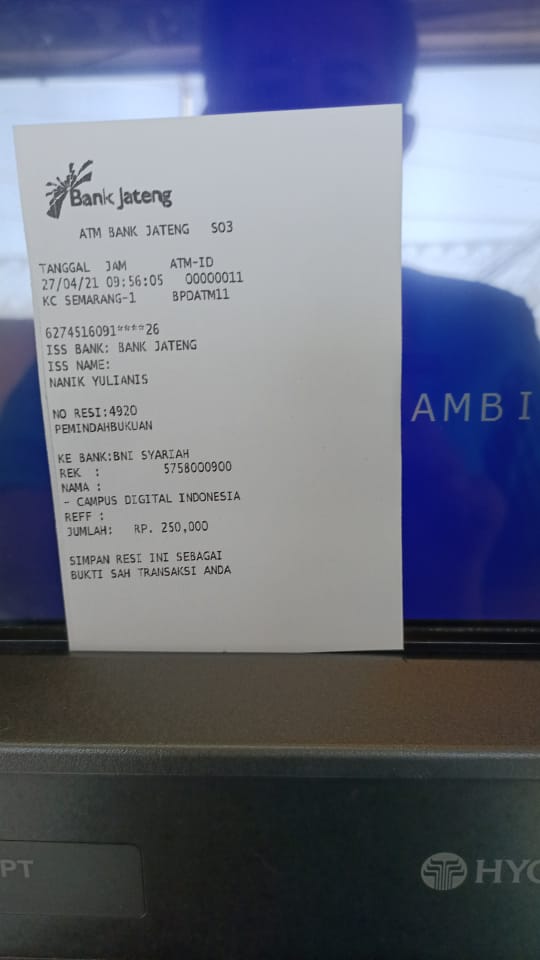 Bank Jateng
ATM BANK JATENG S03
TANGGAL JAM ATM-ID
27/04/21 09:56:05 00000011
KC SEMARANG-1 BPDATM11
6274516091****26
ISS BANK: BANK JATENG
ISS NAME:
NANIK YULIANIS
NO RESI:4920
PEMINDAHBUKUAN
KE BANK:BNI SYARIAH
REK : 5758000900
NAMA :
- CAMPUS DIGITAL INDONESIA
REFF :
JUMLAH: RP. 250,000
SIMPAN RESI INI SEBAGAI
BUKTI SAH TRANSAKSI ANDA
AMBI
PT
HYO